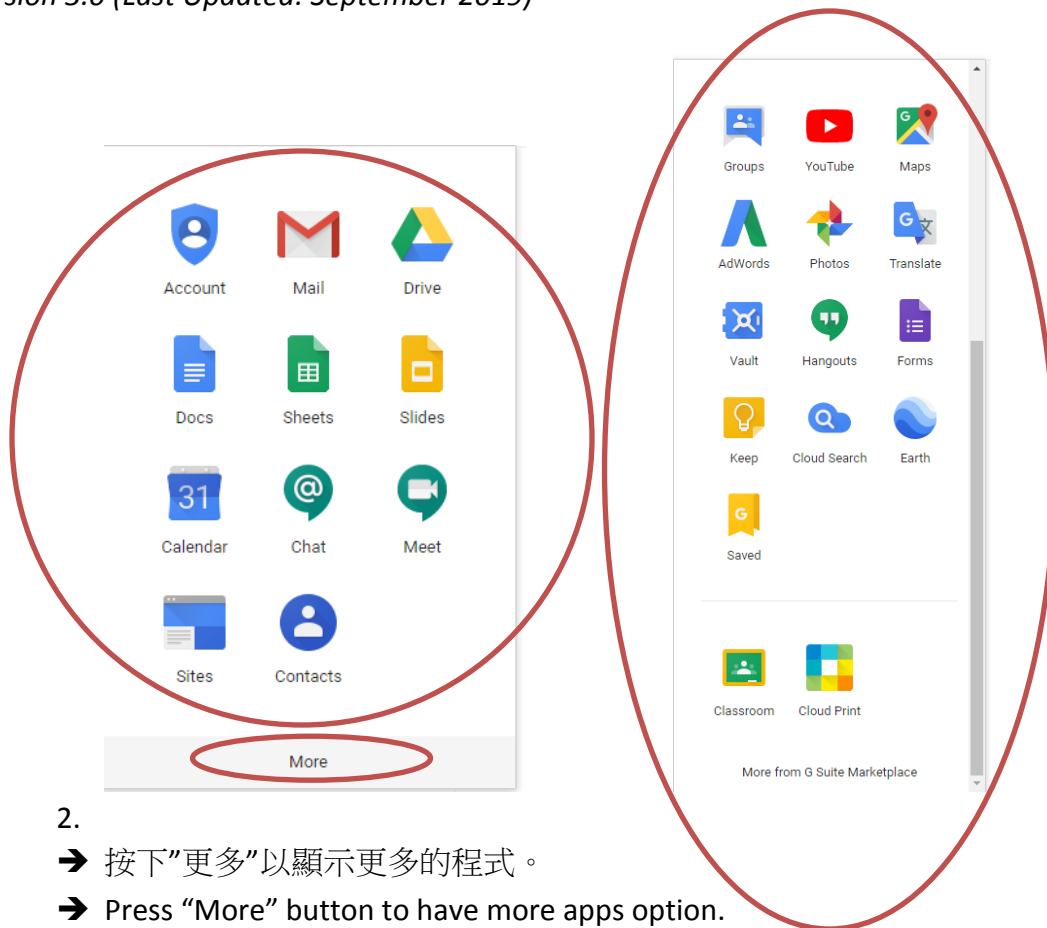 sion 3.0 (Last Updated: September 2019)
Account Mail Drive
Docs Sheets Slides
31
Calendar Chat Meet
Sites Contacts
More
Groups YouTube Maps
AdWords Photos Translate
Vault Hangouts Forms
Keep Cloud Search Earth
Saved
Classroom Cloud Print
More from G Suite Marketplace
2.
➔ 按下”更多”以顯示更多的程式。
➔ Press “More” button to have more apps option.